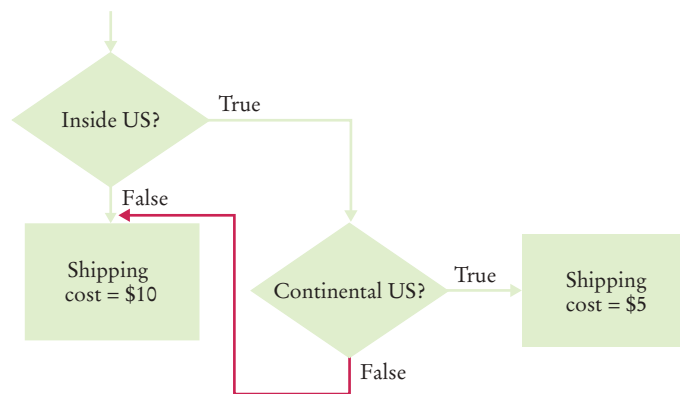 True
Inside US?
False
Shipping
cost = $10
Continental US?
True
Shipping
cost = $5
False